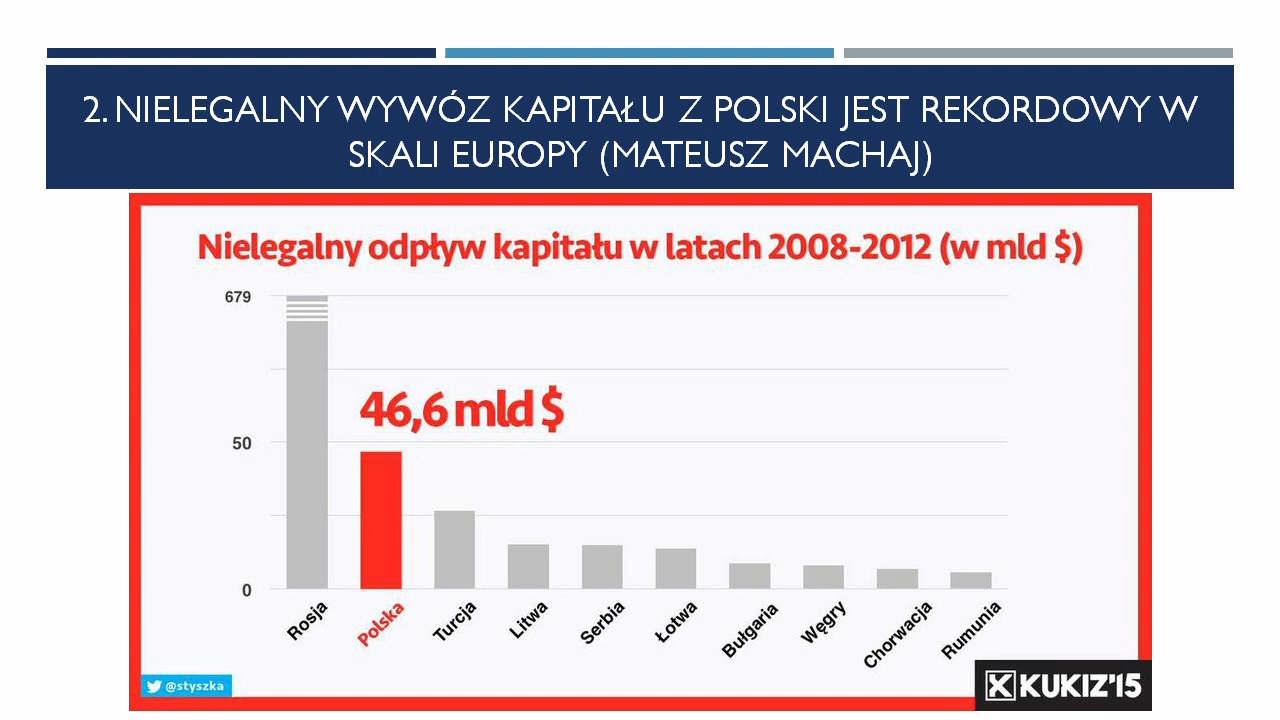 2. NIELEGALNY WYWÓZ KAPITAŁU Z POLSKI JEST REKORDOWY W
SKALI EUROPY (MATEUSZ MACHAJ)
Nielegalny odpływ kapitału w latach 2008-2012 (w mld $)
679
46,6 mld $
50
0
Rosja
Polska
Turcja
Litwa
Serbia
Łotwa
Bułgaria
Węgry
Chorwacja
Rumunia
@styszka
KUKIZ'15